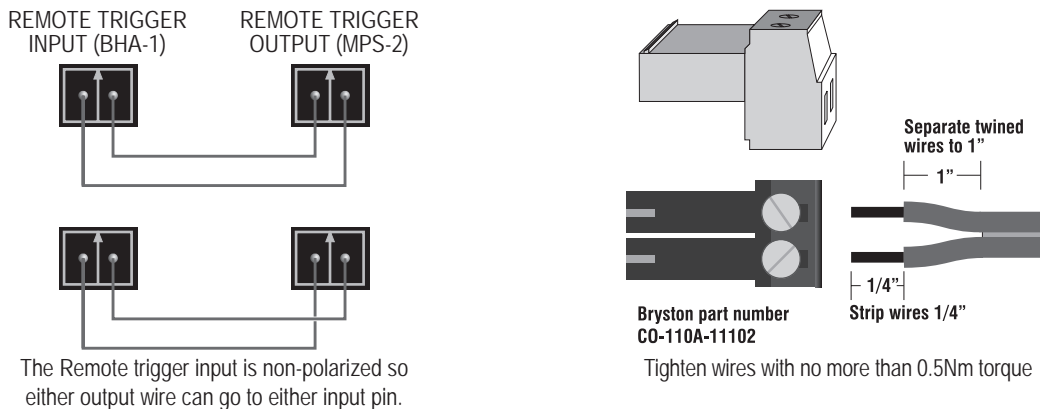 REMOTE TRIGGER
INPUT (BHA-1)
REMOTE TRIGGER
OUTPUT (MPS-2)
The Remote trigger input is non-polarized so
either output wire can go to either input pin.
Separate twined
wires to 1”
1”
1/4”
Strip wires 1/4”
Bryston part number
CO-110A-11102
Tighten wires with no more than 0.5Nm torque